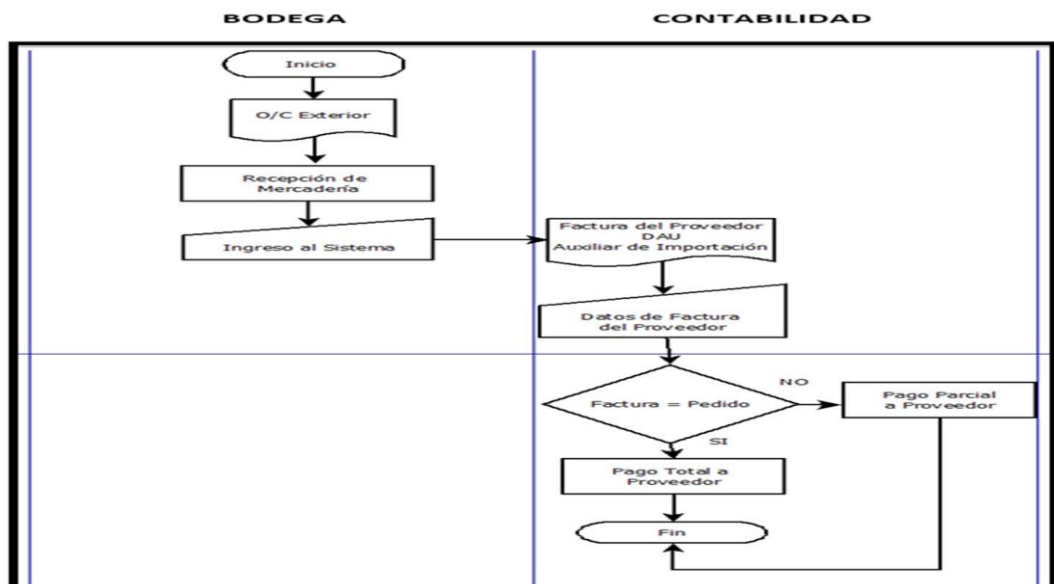 BODEGA
CONTABILIDAD
Inicio
O/C Exterior
Recepción de
Mercadería
Ingreso al Sistema
Factura del Proveedor
DAU
Auxiliar de Importación
Datos de Factura
del Proveedor
Factura = Pedido
NO
Pago Parcial
a Proveedor
SI
Pago Total a
Proveedor
Fin